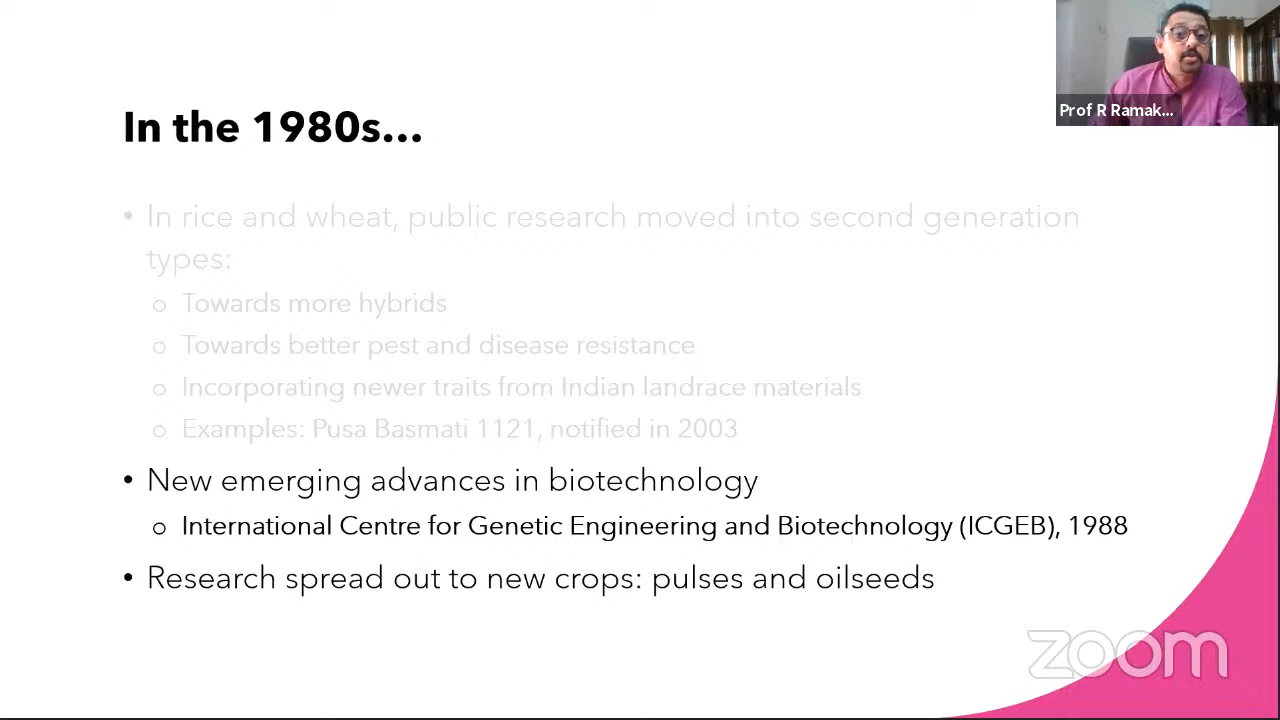 Prof R Ramak...
In the 1980s...
• In rice and wheat, public research moved into second generation
types:
o Towards more hybrids
o Towards better pest and disease resistance
o Incorporating newer traits from Indian landrace materials
o Examples: Pusa Basmati 1121, notified in 2003
• New emerging advances in biotechnology
o International Centre for Genetic Engineering and Biotechnology (ICGEB), 1988
• Research spread out to new crops: pulses and oilseeds
zoom